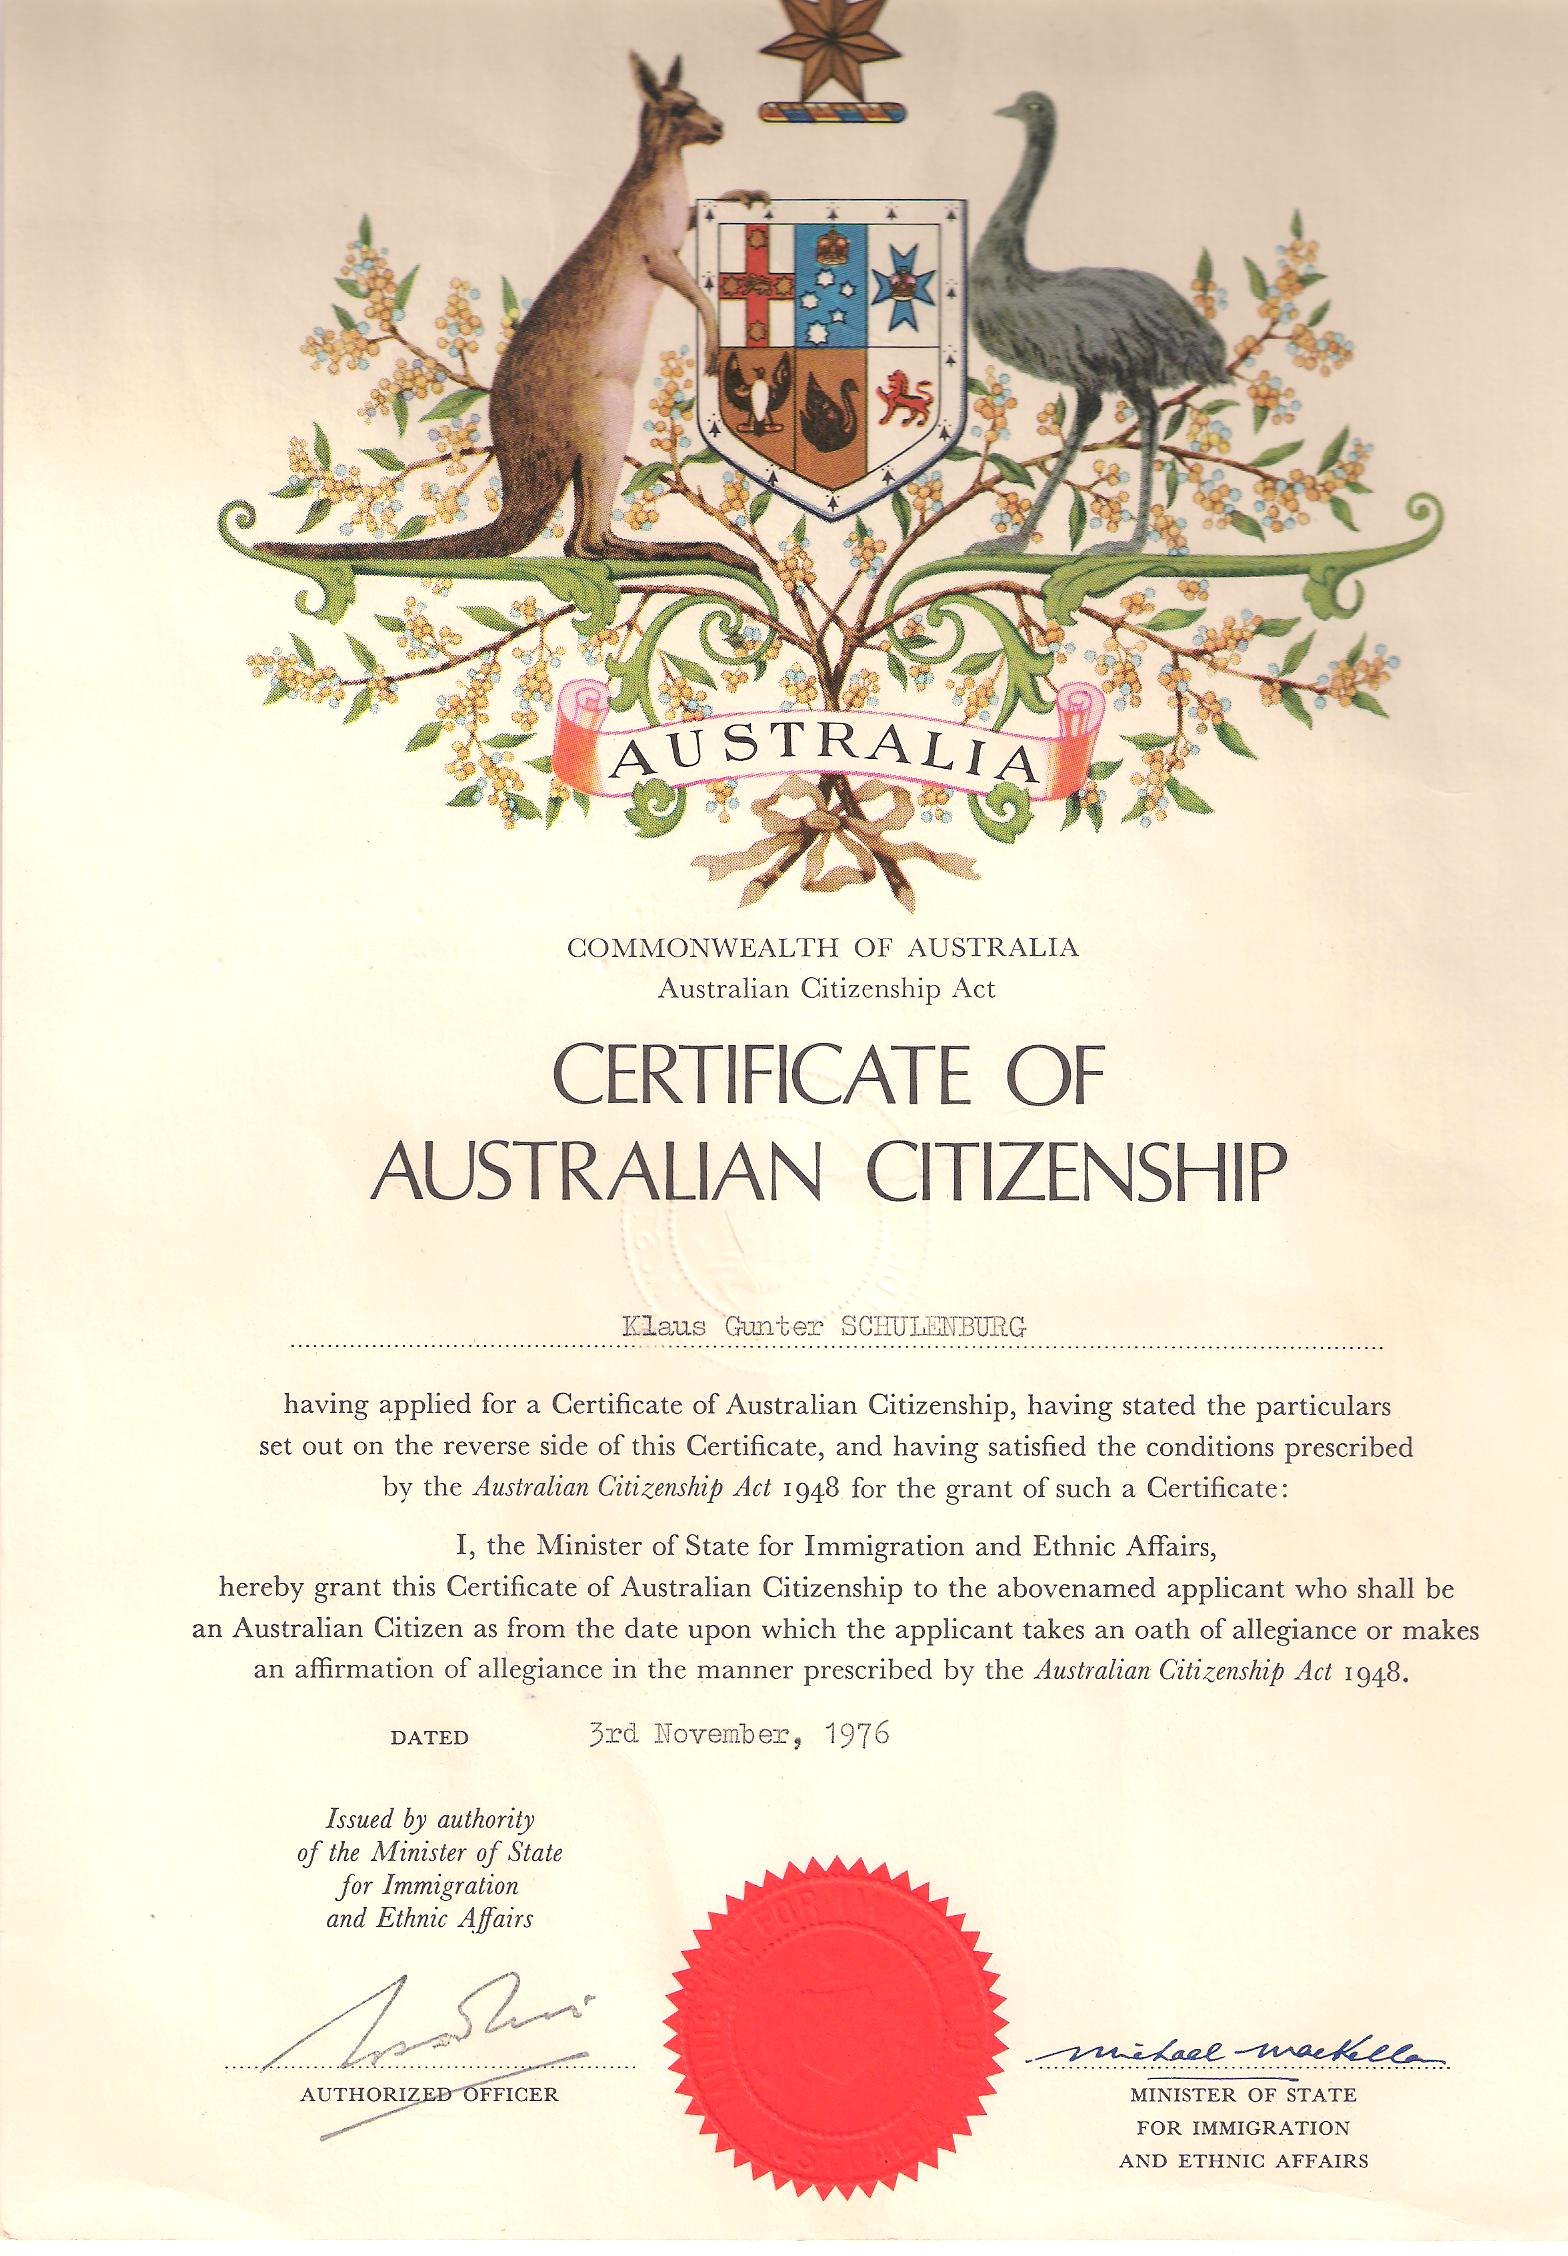 AUSTRALIA
COMMONWEALTH OF AUSTRALIA
Australian Citizenship Act
CERTIFICATE OF
AUSTRALIAN CITIZENSHIP
Klaus Gunter SCHULENBURG
having applied for a Certificate of Australian Citizenship, having stated the particulars
set out on the reverse side of this Certificate, and having satisfied the conditions prescribed
by the Australian Citizenship Act 1948 for the grant of such a Certificate:
I, the Minister of State for Immigration and Ethnic Affairs,
hereby grant this Certificate of Australian Citizenship to the abovenamed applicant who shall be
an Australian Citizen as from the date upon which the applicant takes an oath of allegiance or makes
an affirmation of allegiance in the manner prescribed by the Australian Citizenship Act 1948.
DATED 3rd November, 1976
Issued by authority
of the Minister of State
for Immigration
and Ethnic Affairs
Michael MacKellar
AUTHORIZED OFFICER
MINISTER OF STATE
FOR IMMIGRATION
AND ETHNIC AFFAIRS